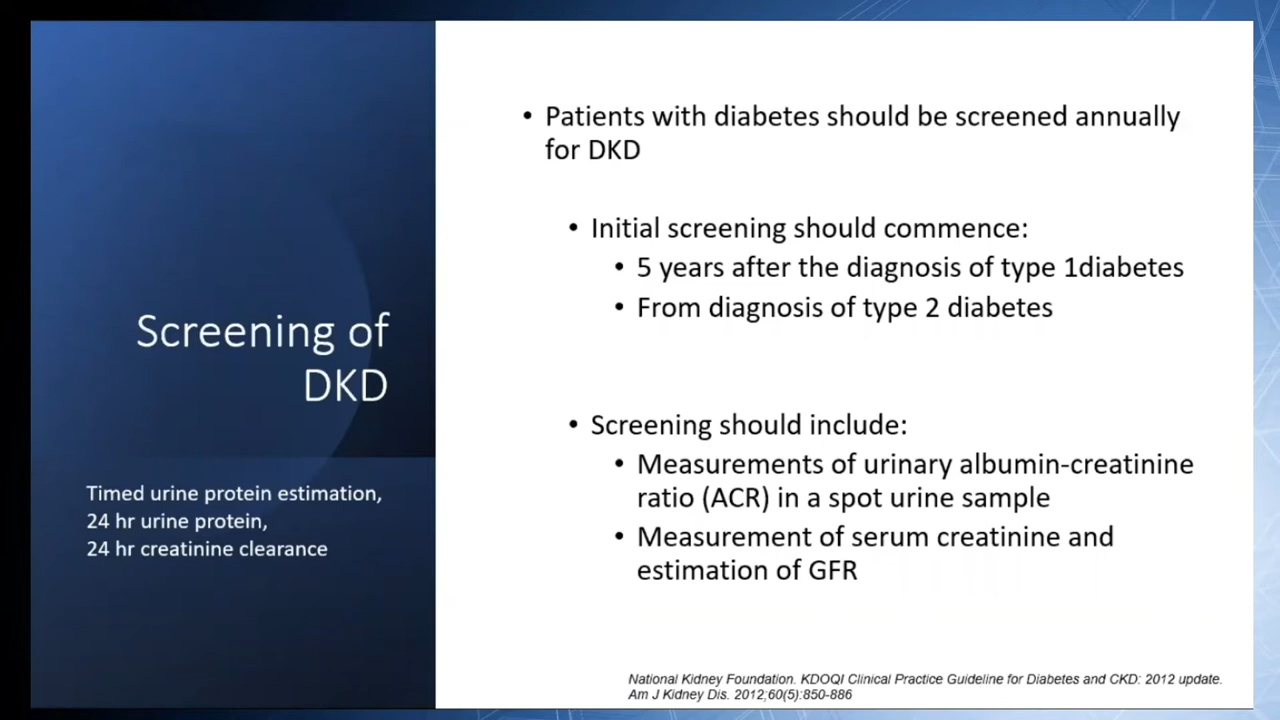 Screening of
DKD
Timed urine protein estimation,
24 hr urine protein,
24 hr creatinine clearance
• Patients with diabetes should be screened annually
for DKD
• Initial screening should commence:
• 5 years after the diagnosis of type 1diabetes
• From diagnosis of type 2 diabetes
• Screening should include:
• Measurements of urinary albumin-creatinine
ratio (ACR) in a spot urine sample
• Measurement of serum creatinine and
estimation of GFR
National Kidney Foundation. KDOQI Clinical Practice Guideline for Diabetes and CKD: 2012 update.
Am J Kidney Dis. 2012;60(5):850-886